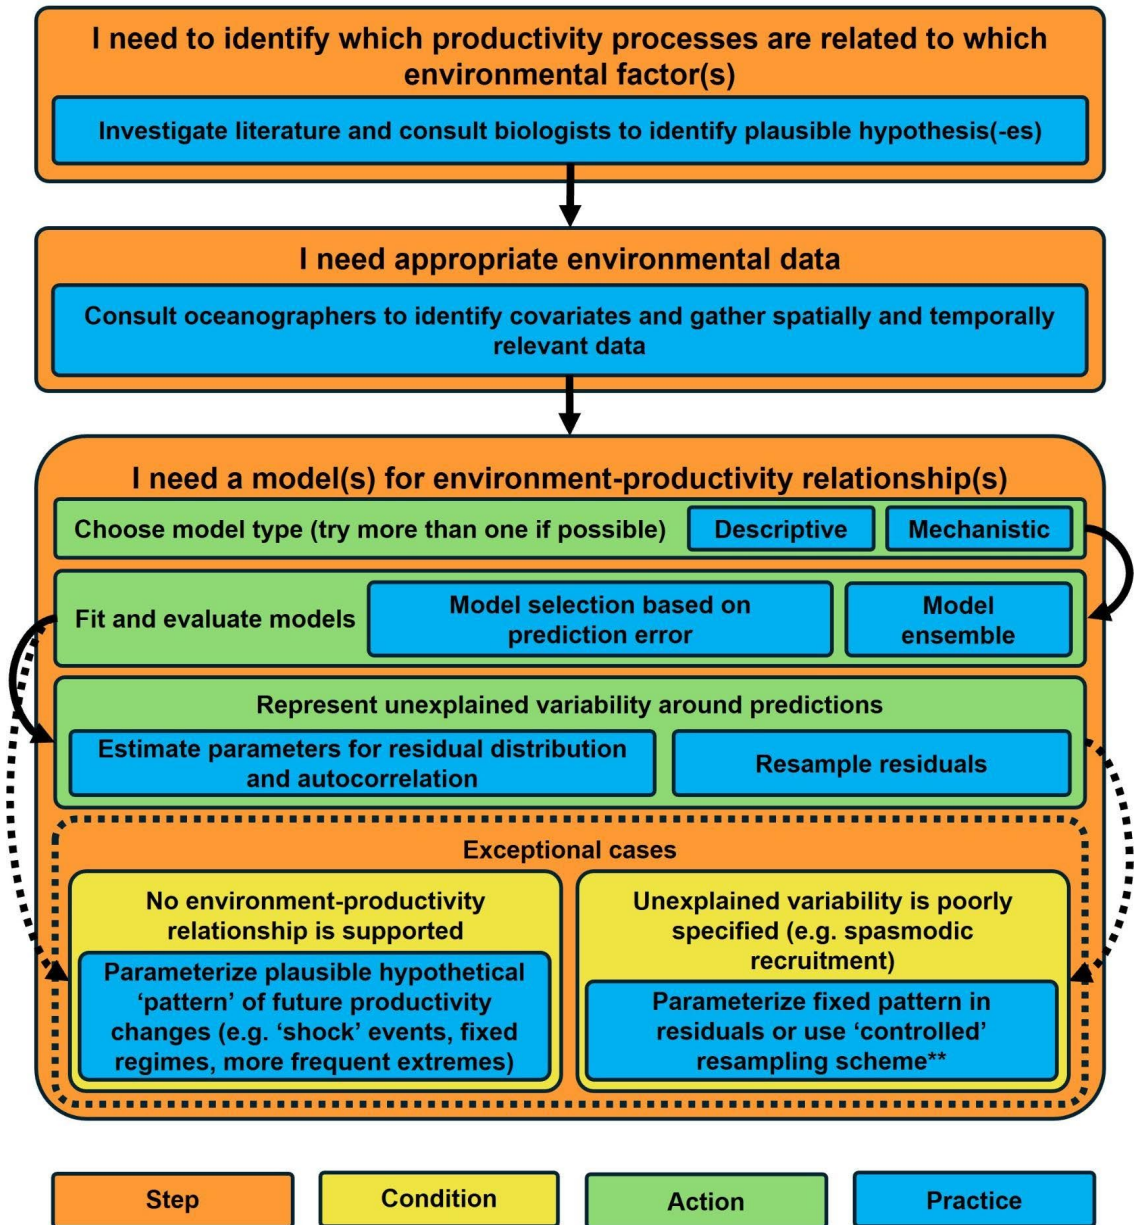 I need to identify which productivity processes are related to which
environmental factor(s)
Investigate literature and consult biologists to identify plausible hypothesis(-es)
I need appropriate environmental data
Consult oceanographers to identify covariates and gather spatially and temporally
relevant data
I need a model(s) for environment-productivity relationship(s)
Choose model type (try more than one if possible)
Descriptive
Mechanistic
Fit and evaluate models
Model selection based on
prediction error
Model
ensemble
Represent unexplained variability around predictions
Estimate parameters for residual distribution
and autocorrelation
Resample residuals
Exceptional cases
No environment-productivity
relationship is supported
Parameterize plausible hypothetical
‘pattern’ of future productivity
changes (e.g. ‘shock’ events, fixed
regimes, more frequent extremes)
Unexplained variability is poorly
specified (e.g. spasmodic
recruitment)
Parameterize fixed pattern in
residuals or use ‘controlled’
resampling scheme**
Step
Condition
Action
Practice